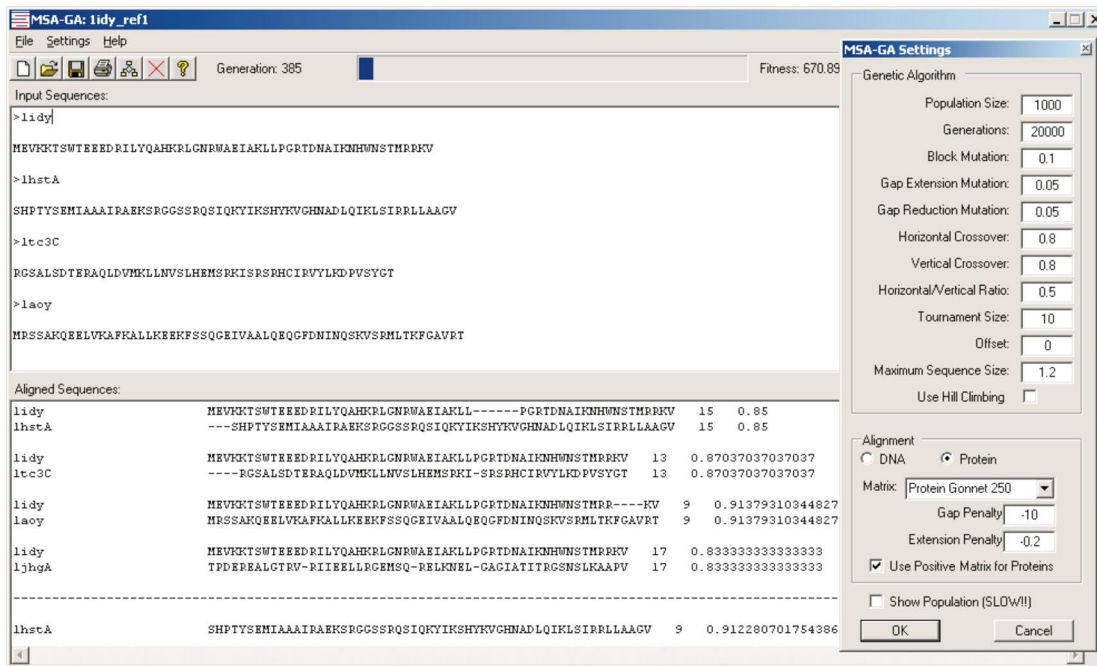 MSA-GA: 1idy_ref1
File Settings Help
Generation: 385
Fitness: 670.89
Input Sequences:
>1idy
MEVKKTSWTEEEDRILYQAHKRLGNRWAEIAKLLPGRTDNAIKNHWNSTMRRKV
>1hstA
SHPTYSEMIAAAIRAEKSRGGSSRQSIQKYIKSHYKVGHNADLQIKLSIRRLLAAGV
>1tc3C
RGSALSDTERAQLDVMKLLNVSLHEMSRKISRSRHCIRVYLKDPVSYGT
>1aoy
MRSSAKQEELVKAFKALLKEEKFSSQGEIVAALQEQGFDNINQSKVSRMLTKFGAVRT
Aligned Sequences:
1idy MEVKKTSWTEEEDRILYQAHKRLGNRWAEIAKLL------PGRTDNAIKNHWNSTMRRKV 15 0.85
1hstA ---SHPTYSEMIAAAIRAEKSRGGSSRQSIQKYIKSHYKVGHNADLQIKLSIRRLLAAGV 15 0.85
1idy MEVKKTSWTEEEDRILYQAHKRLGNRWAEIAKLLPGRTDNAIKNHWNSTMRRKV 13 0.87037037037037
1tc3C ----RGSALSDTERAQLDVMKLLNVSLHEMSRKI-SRSRHCIRVYLKDPVSYGT 13 0.87037037037037
1idy MEVKKTSWTEEEDRILYQAHKRLGNRWAEIAKLLPGRTDNAIKNHWNSTMRR----KV 9 0.91379310344827
1aoy MRSSAKQEELVKAFKALLKEEKFSSQGEIVAALQEQGFDNINQSKVSRMLTKFGAVRT 9 0.91379310344827
1idy MEVKKTSWTEEEDRILYQAHKRLGNRWAEIAKLLPGRTDNAIKNHWNSTMRRKV 17 0.833333333333333
1jhgA TPDEREALGTRV-RIIEELLRGEMSQ-RELKNEL-GAGIATITRGSNSLKAAPV 17 0.833333333333333
1hstA SHPTYSEMIAAAIRAEKSRGGSSRQSIQKYIKSHYKVGHNADLQIKLSIRRLLAAGV 9 0.912280701754386
MSA-GA Settings
Genetic Algorithm
Population Size: 1000
Generations: 20000
Block Mutation: 0.1
Gap Extension Mutation: 0.05
Gap Reduction Mutation: 0.05
Horizontal Crossover: 0.8
Vertical Crossover: 0.8
Horizontal/Vertical Ratio: 0.5
Tournament Size: 10
Offset: 0
Maximum Sequence Size: 1.2
Use Hill Climbing
Alignment
DNA Protein
Matrix: Protein Gonnet 250
Gap Penalty -10
Extension Penalty -0.2
Use Positive Matrix for Proteins
Show Population (SLOW!!)
OK Cancel